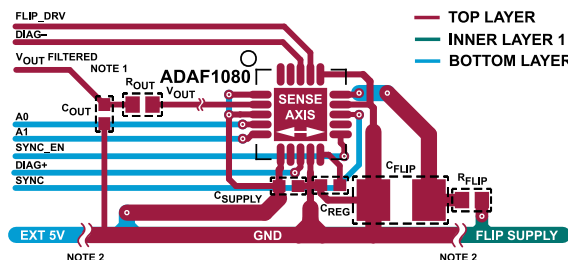 FLIP_DRV
DIAG–
VOUT FILTERED
NOTE 1
ROUT
ADAF1080
VOUT
COUT
A0
A1
SYNC_EN
DIAG+
SYNC
SENSE
AXIS
TOP LAYER
INNER LAYER 1
BOTTOM LAYER
CFLIP
RFLIP
CSUPPLY
CREG
EXT 5V
GND
FLIP SUPPLY
NOTE 2
NOTE 2